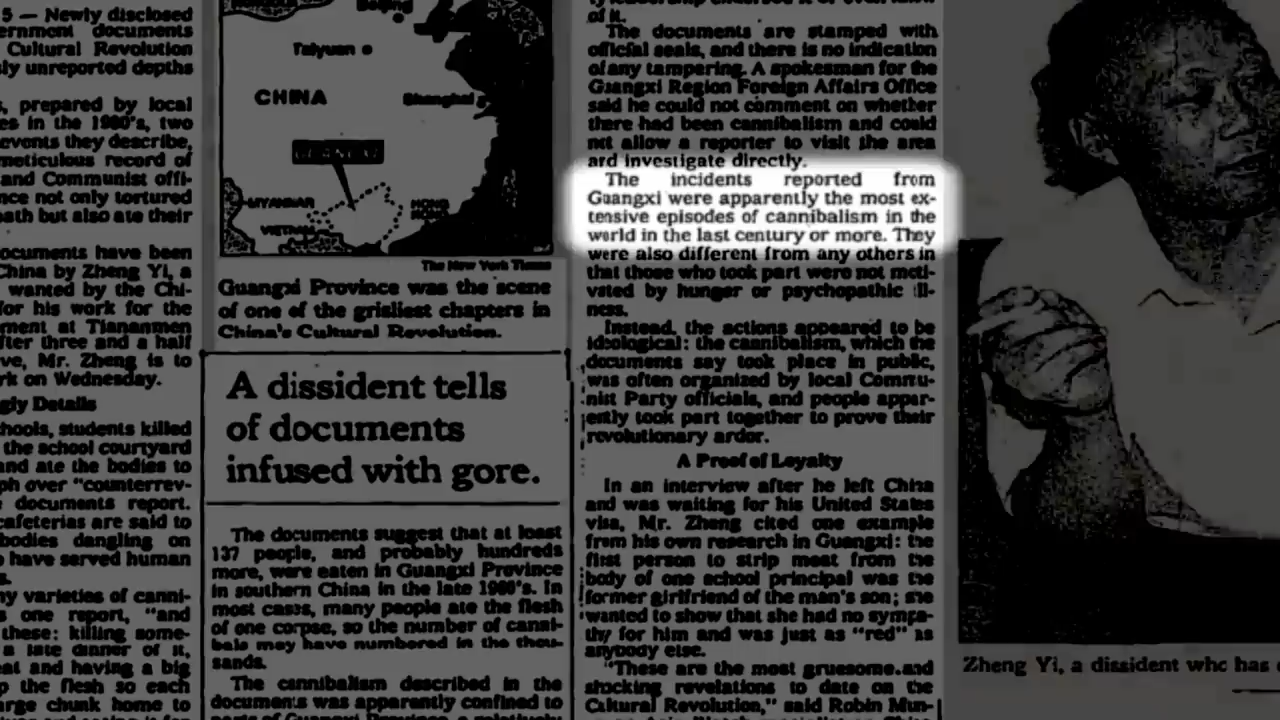 5 — Newly disclosed
ernment documents
Cultural Revolution
ly unreported depths
s, prepared by local
es in the 1980's, two
events they describe,
meticulous record of
and Communist offi-
nce not only tortured
eath but also ate their
ocuments have been
China by Zheng Yi, a
wanted by the Chi-
for his work for the
ment at Tiananmen
fter three and a half
ve, Mr. Zheng is to
rk on Wednesday.
gly Details
chools, students killed
the school courtyard
and ate the bodies to
ph over "counterrev-
documents report.
cafeterias are said to
bodies dangling on
o have served human
s.
ny varieties of canni-
s one report, "and
these: killing some-
a late dinner of it,
eat and having a big
p the flesh so each
arge chunk home to
Beijing
Taiyuan
CHINA
Shanghai
MYANMAR
HONG
KONG
VIETNAM
The New York Times
Guangxi Province was the scene
of one of the grisliest chapters in
China's Cultural Revolution.
A dissident tells
of documents
infused with gore.
The documents suggest that at least
137 people, and probably hundreds
more, were eaten in Guangxi Province
in southern China in the late 1960's. In
most cases, many people ate the flesh
of one corpse, so the number of canni-
bals may have numbered in the thou-
sands.
The cannibalism described in the
documents was apparently confined to
parts of Guangxi Province, a relatively
of it.
The documents are stamped with
official seals, and there is no indication
of any tampering. A spokesman for the
Guangxi Region Foreign Affairs Office
said he could not comment on whether
there had been cannibalism and could
not allow a reporter to visit the area
and investigate directly.
The incidents reported from
Guangxi were apparently the most ex-
tensive episodes of cannibalism in the
world in the last century or more. They
were also different from any others in
that those who took part were not moti-
vated by hunger or psychopathic ill-
ness.
Instead, the actions appeared to be
ideological: the cannibalism, which the
documents say took place in public,
was often organized by local Commu-
nist Party officials, and people appar-
ently took part together to prove their
revolutionary ardor.
A Proof of Loyalty
In an interview after he left China
and was waiting for his United States
visa, Mr. Zheng cited one example
from his own research in Guangxi: the
first person to strip meat from the
body of one school principal was the
former girlfriend of the man's son; she
wanted to show that she had no sympa-
thy for him and was just as "red" as
anybody else.
"These are the most gruesome and
shocking revelations to date on the
Cultural Revolution," said Robin Mun-
Zheng Yi, a dissident who has